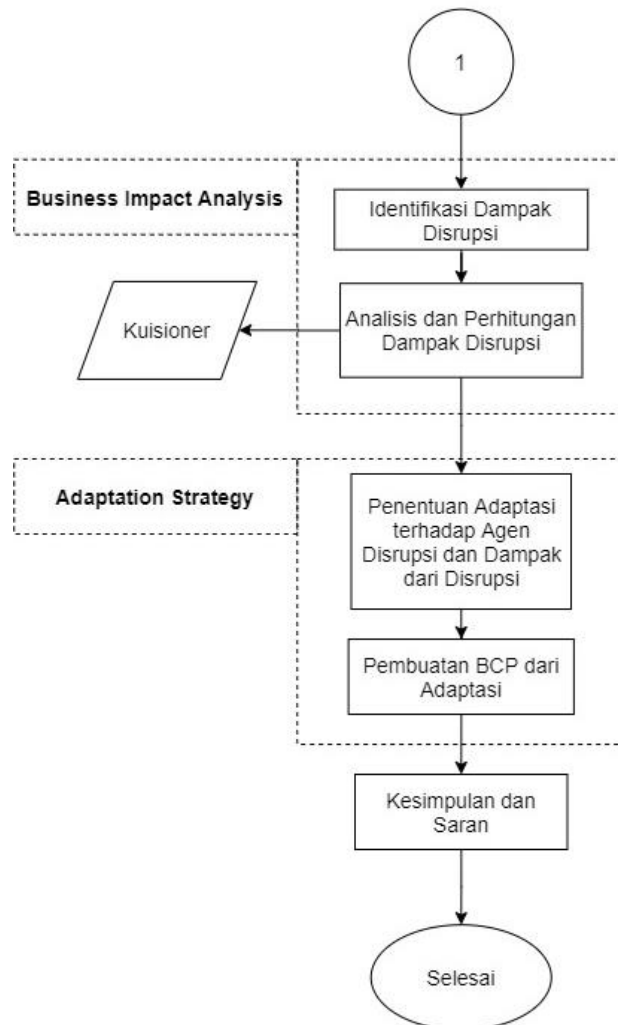 1
Business Impact Analysis
Identifikasi Dampak
Disrupsi
Kuisioner
Analisis dan Perhitungan
Dampak Disrupsi
Adaptation Strategy
Penentuan Adaptasi
terhadap Agen
Disrupsi dan Dampak
dari Disrupsi
Pembuatan BCP dari
Adaptasi
Kesimpulan dan
Saran
Selesai